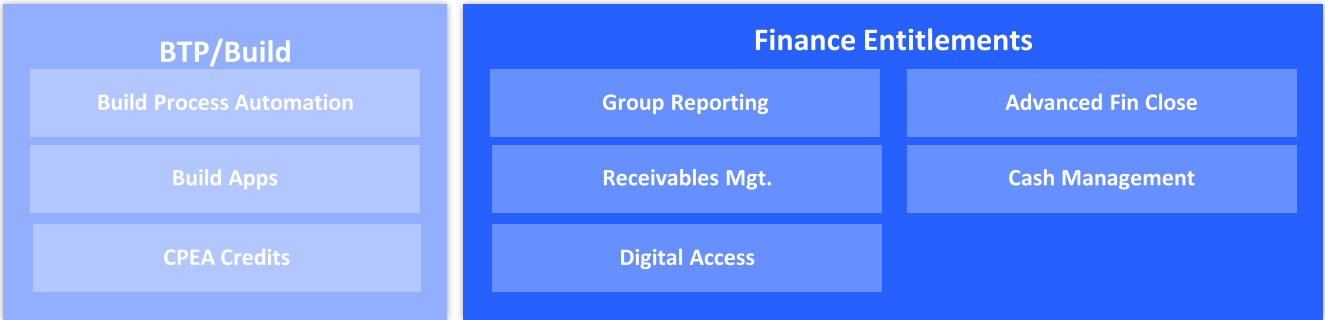 BTP/Build
Build Process Automation
Build Apps
CPEA Credits
Finance Entitlements
Group Reporting
Advanced Fin Close
Receivables Mgt.
Cash Management
Digital Access